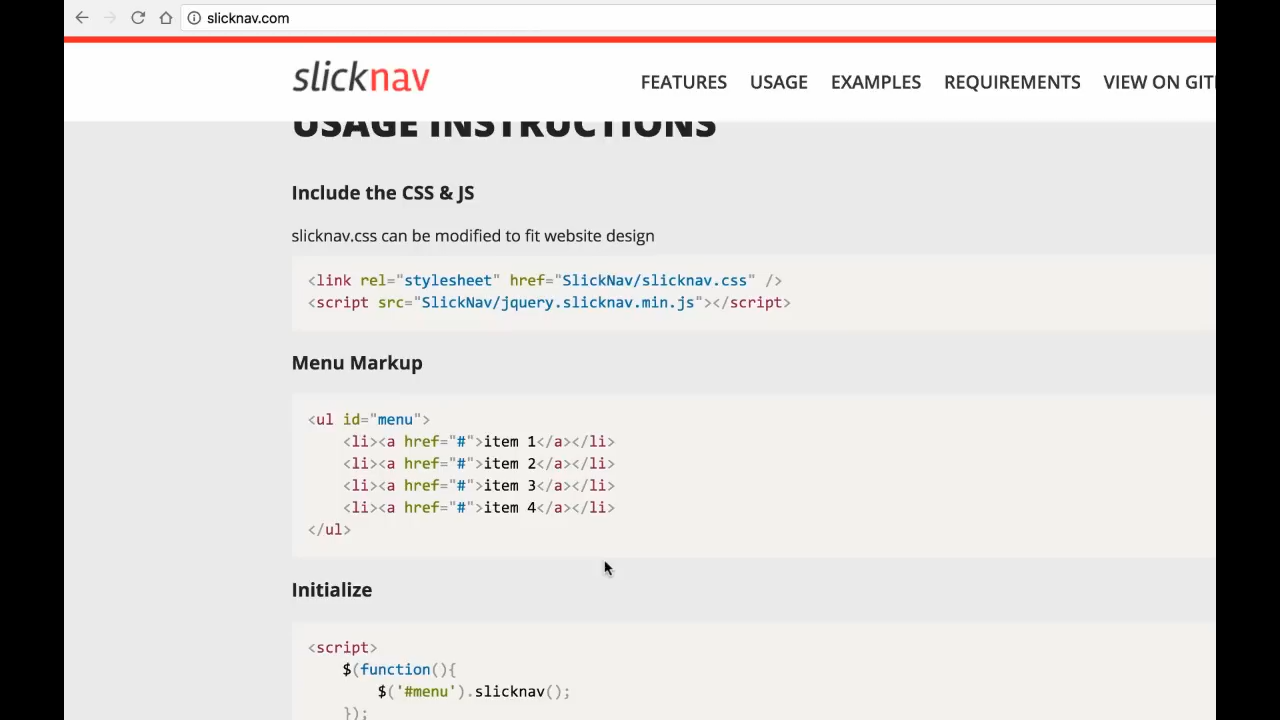 slicknav.com
slicknav
FEATURES USAGE EXAMPLES REQUIREMENTS VIEW ON GIT
USAGE INSTRUCTIONS
Include the CSS & JS
slicknav.css can be modified to fit website design
<link rel="stylesheet" href="SlickNav/slicknav.css" />
<script src="SlickNav/jquery.slicknav.min.js"></script>
Menu Markup
<ul id="menu">
    <li><a href="#">item 1</a></li>
    <li><a href="#">item 2</a></li>
    <li><a href="#">item 3</a></li>
    <li><a href="#">item 4</a></li>
</ul>
Initialize
<script>
    $(function(){
        $('#menu').slicknav();
    });